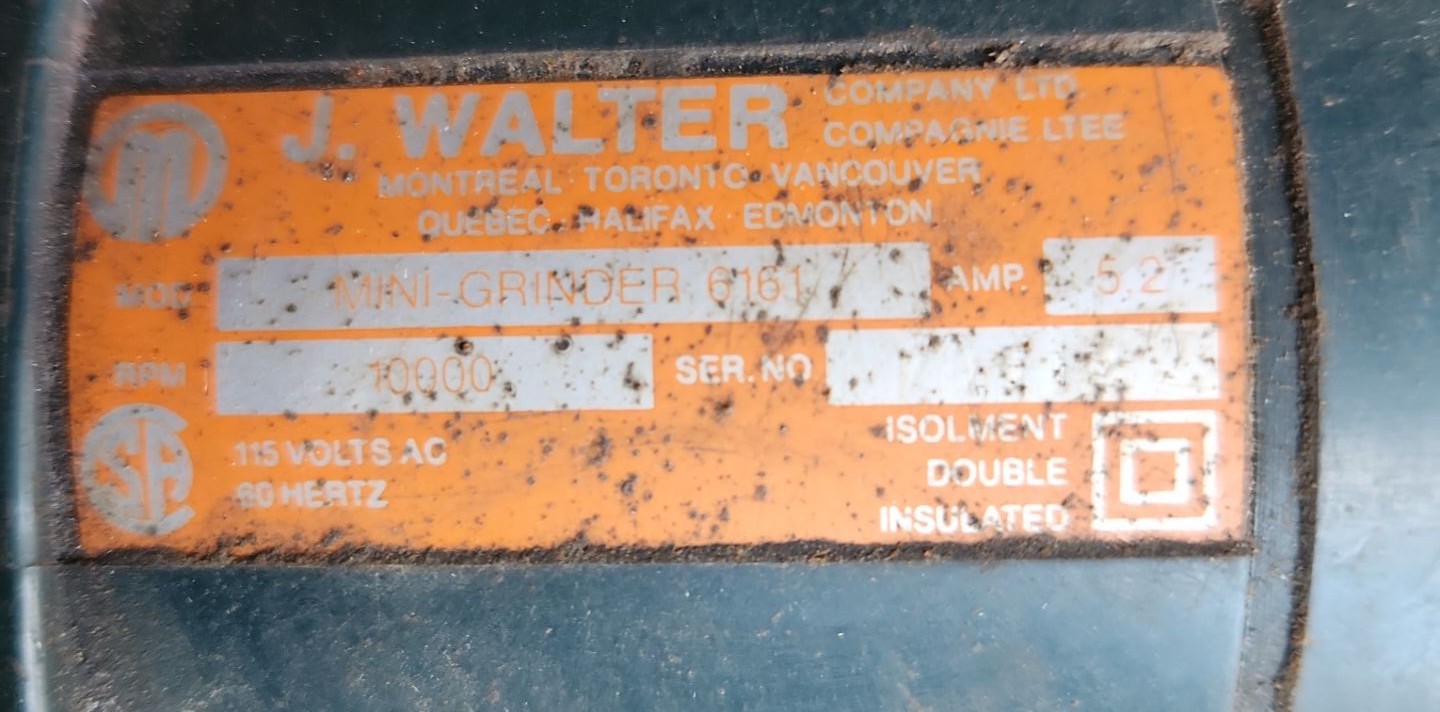 J. WALTER COMPANY LTD.
COMPAGNIE LTEE
MONTREAL · TORONTO · VANCOUVER
QUEBEC · HALIFAX · EDMONTON
MOD. MINI-GRINDER 6161 AMP. 5.2
RPM 10000 SER. NO
115 VOLTS AC
60 HERTZ
ISOLMENT
DOUBLE
INSULATED